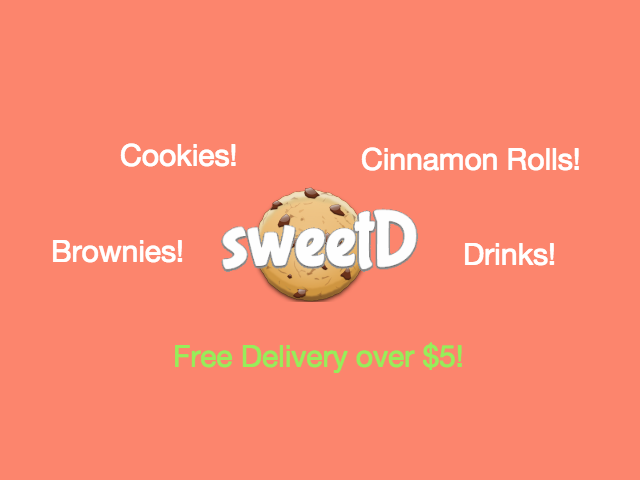 Cookies!
Cinnamon Rolls!
sweetD
Brownies!
Drinks!
Free Delivery over $5!